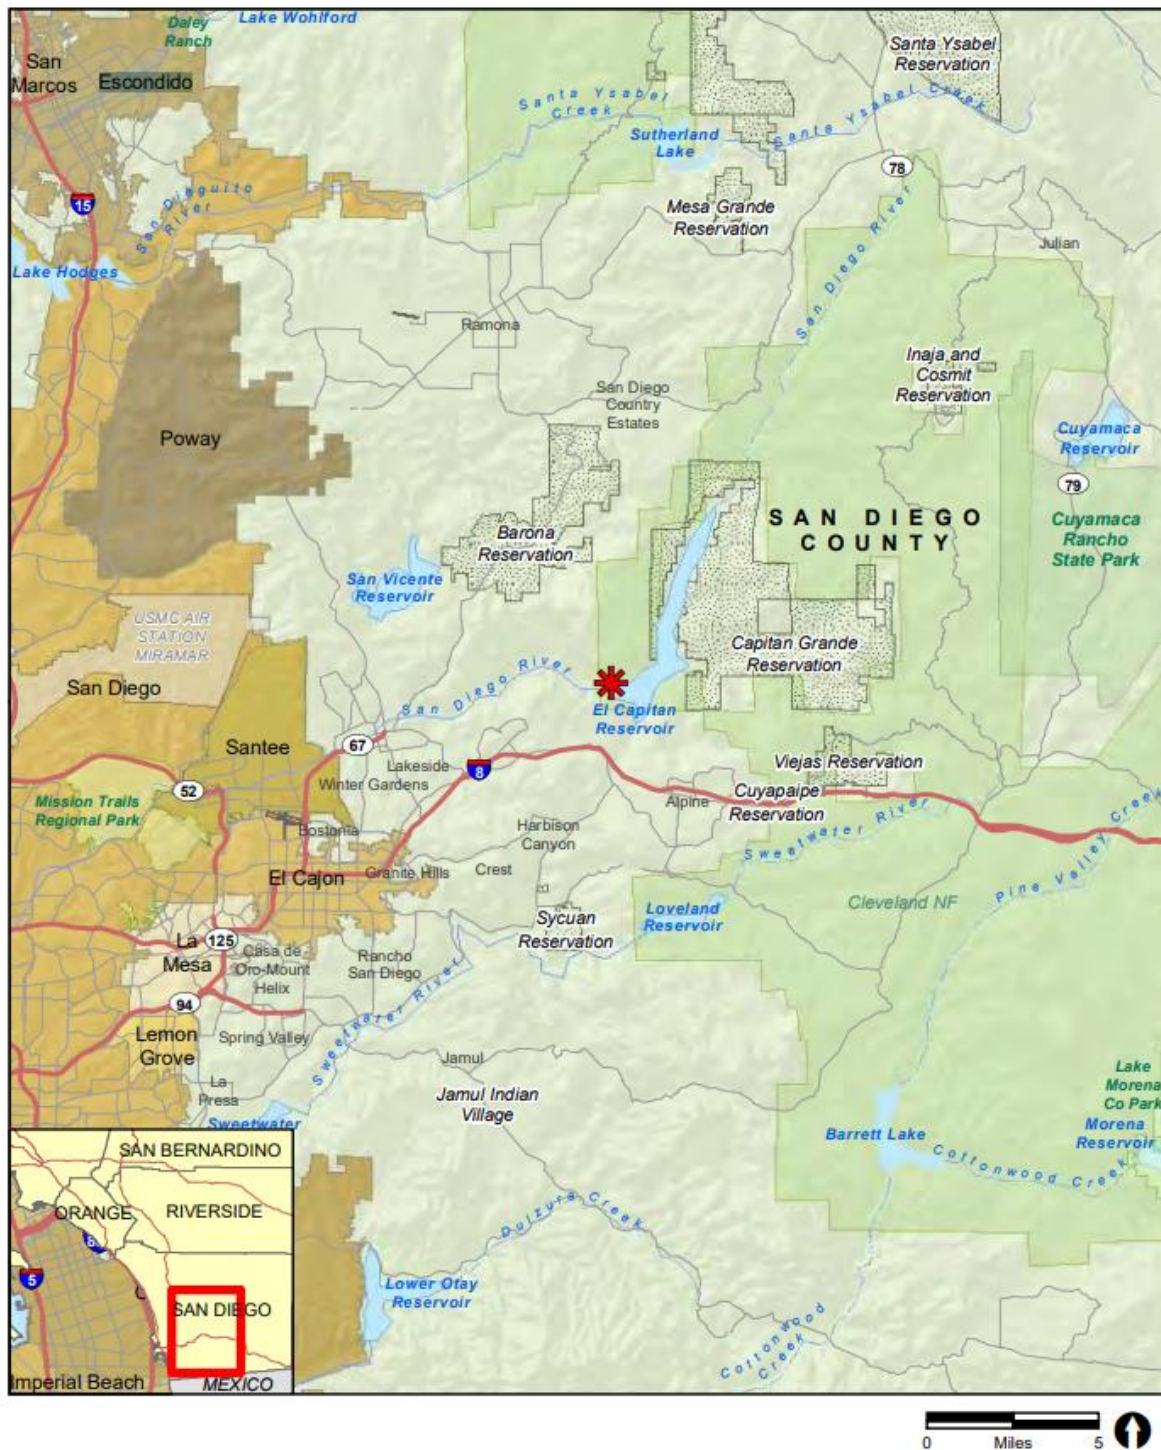 Lake Wohlford
Daley
Ranch
San
Marcos
Escondido
Santa Ysabel
Reservation
Santa Ysabel
Creek
Santa Ysabel Creek
Sutherland
Lake
78
15
San Dieguito
River
Mesa Grande
Reservation
San Diego River
Julian
Lake Hodges
Ramona
Inaja and
Cosmit
Reservation
San Diego
Country
Estates
Poway
Cuyamaca
Reservoir
79
SAN DIEGO
COUNTY
Cuyamaca
Rancho
State Park
Barona
Reservation
San Vicente
Reservoir
USMC AIR
STATION
MIRAMAR
Capitan Grande
Reservation
San Diego
San Diego River
El Capitan
Reservoir
Santee
67
Lakeside
8
Winter Gardens
Viejas Reservation
52
Mission Trails
Regional Park
Alpine
Cuyapaipe
Reservation
Bostonia
Harbison
Canyon
Sweetwater River
Pine Valley Creek
El Cajon
Granite Hills
Crest
Cleveland NF
Loveland
Reservoir
Sycuan
Reservation
La
Mesa
125
Casa de
Oro-Mount
Helix
Rancho
San Diego
Sweetwater River
94
Lemon
Grove
Spring Valley
Jamul
La
Presa
Jamul Indian
Village
Lake
Morena
Co Park
Morena
Reservoir
Sweetwater
Barrett Lake
Cottonwood Creek
Dulzura Creek
Lower Otay
Reservoir
Cottonwood
Creek
SAN BERNARDINO
ORANGE
RIVERSIDE
8
5
C
SAN DIEGO
Imperial Beach
MEXICO
0 Miles 5